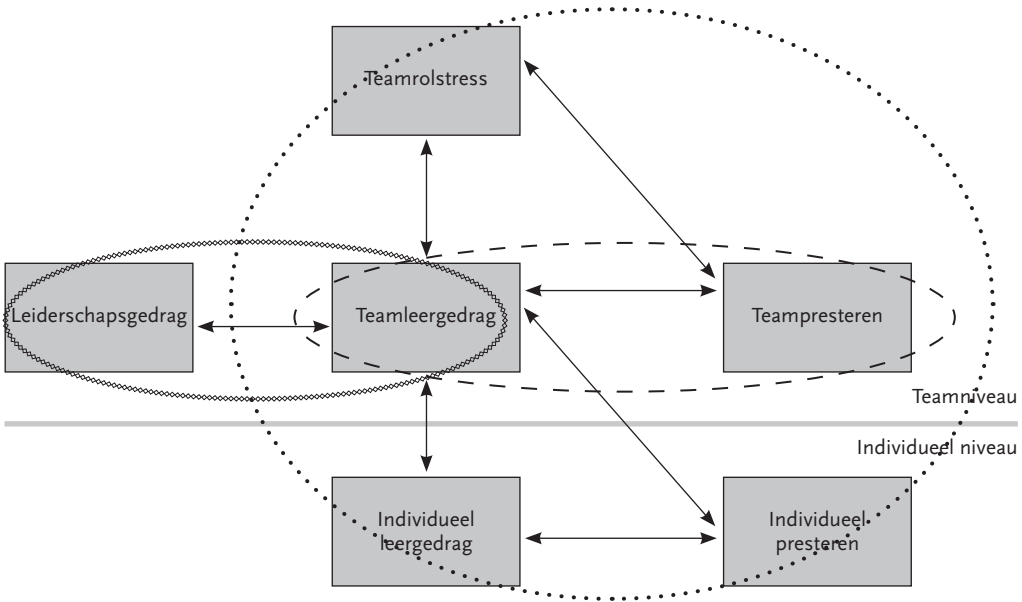 Teamrolstress
Leiderschapsgedrag
Teamleergedrag
Teampresteren
Teamniveau
Individueel niveau
Individueel
leergedrag
Individueel
presteren